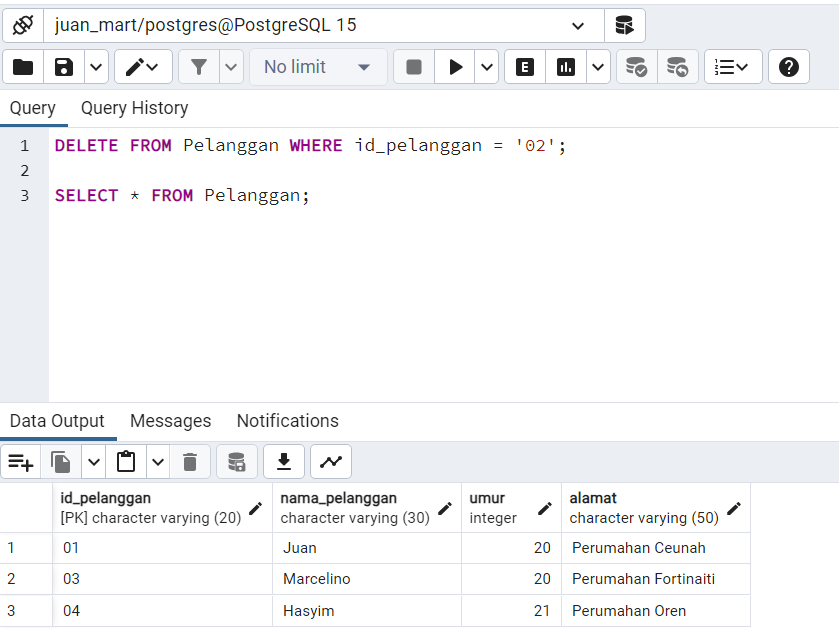 juan_mart/postgres@PostgreSQL 15
No limit
E
Query Query History
1 DELETE FROM Pelanggan WHERE id_pelanggan = '02';
2
3 SELECT * FROM Pelanggan;
Data Output Messages Notifications
id_pelanggan nama_pelanggan umur alamat
[PK] character varying (20) character varying (30) integer character varying (50)
1 01 Juan 20 Perumahan Ceunah
2 03 Marcelino 20 Perumahan Fortinaiti
3 04 Hasyim 21 Perumahan Oren